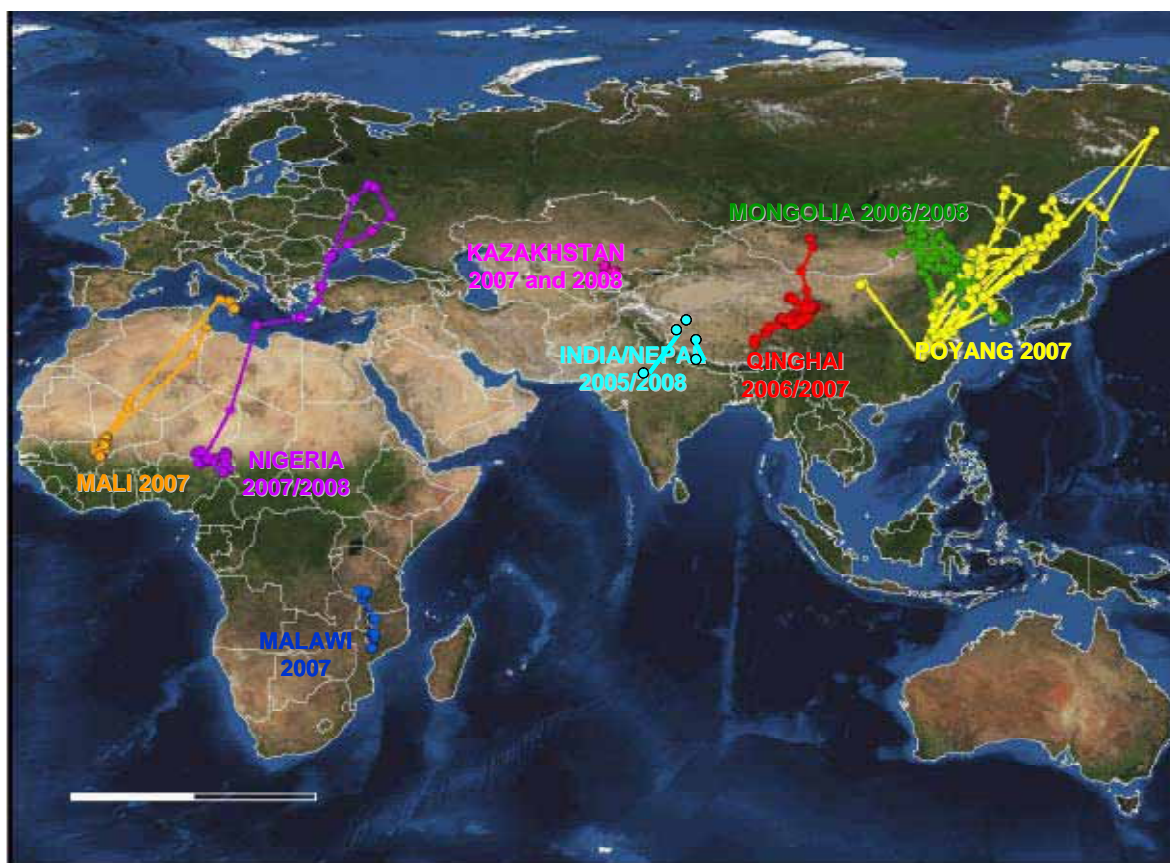 MONGOLIA 2006/2008
KAZAKHSTAN
2007 and 2008
INDIA/NEPAL
2005/2008
QINGHAI
2006/2007
POYANG 2007
MALI 2007
NIGERIA
2007/2008
MALAWI
2007